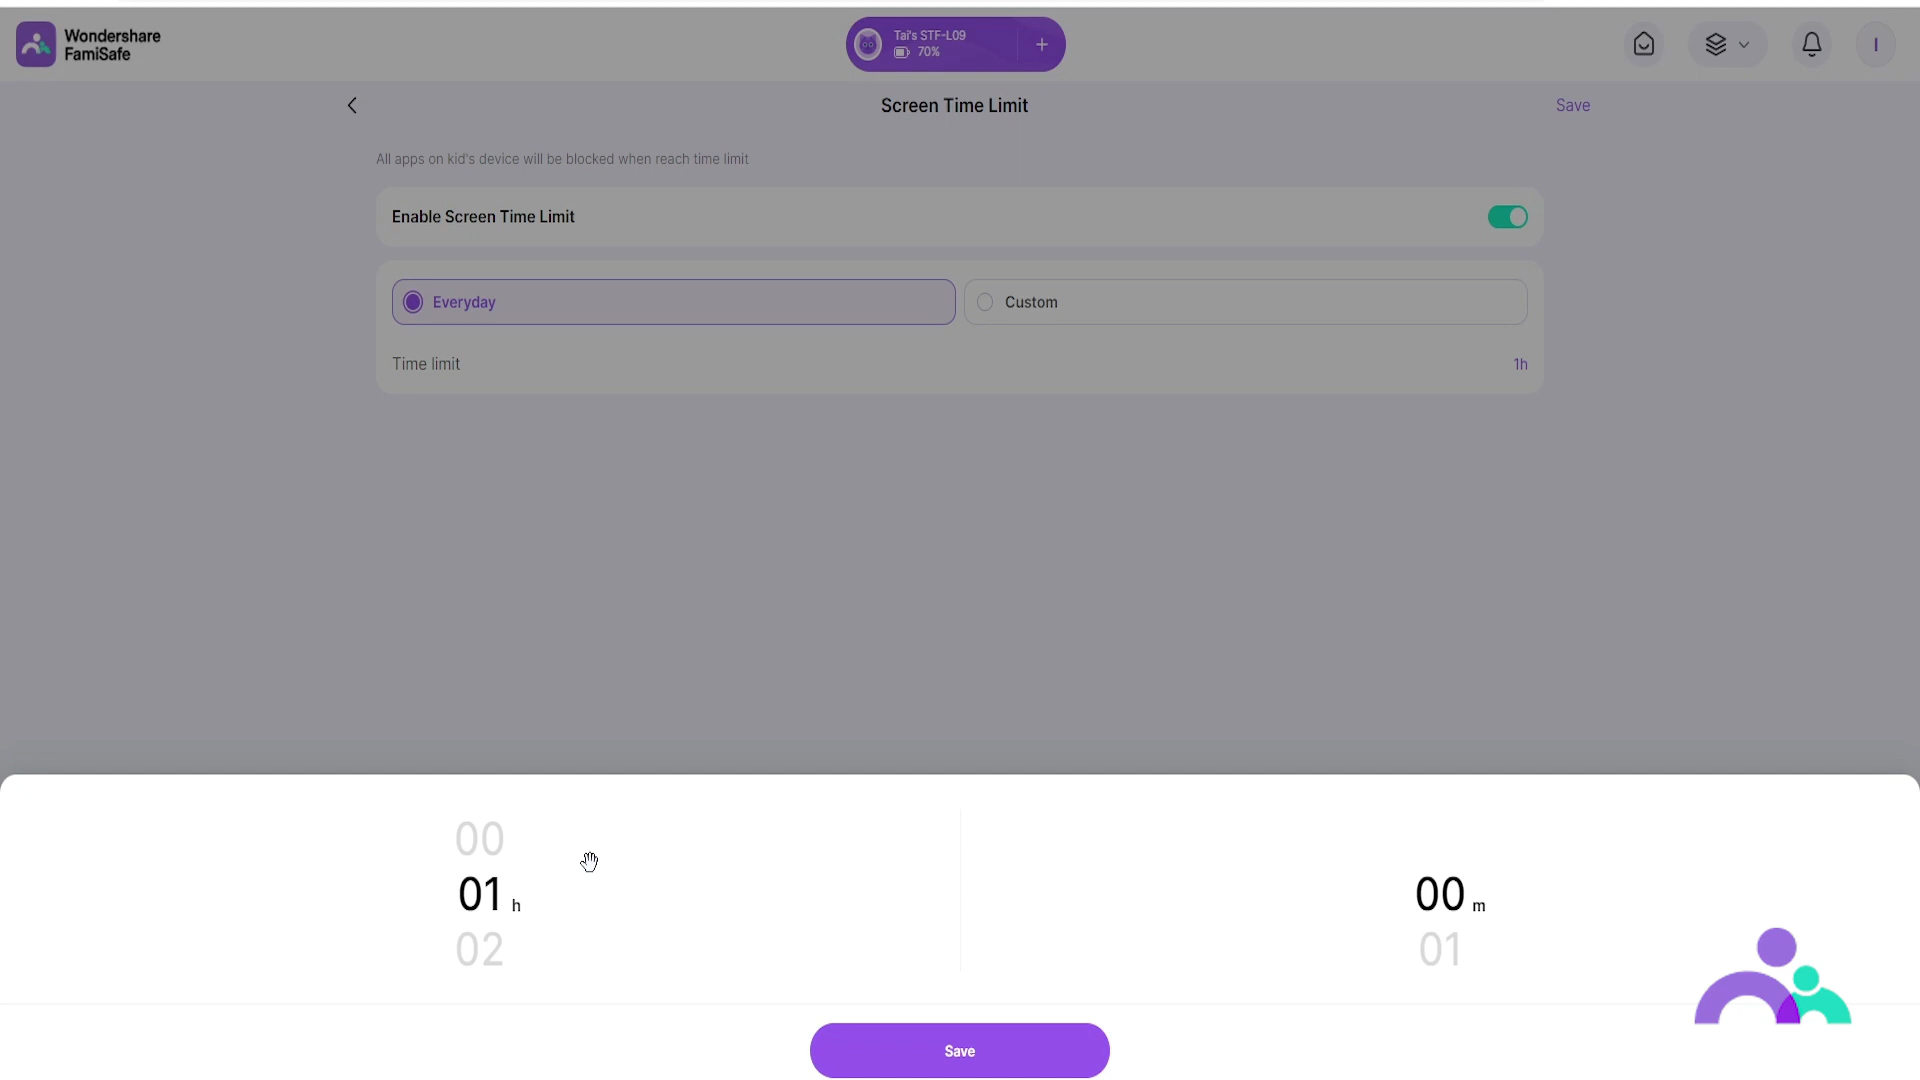 Wondershare
FamiSafe
Tai's STF-L09
70%
I
Screen Time Limit
Save
All apps on kid's device will be blocked when reach time limit
Enable Screen Time Limit
Everyday
Custom
Time limit
1h
00
01 h
00 m
02
01
Save